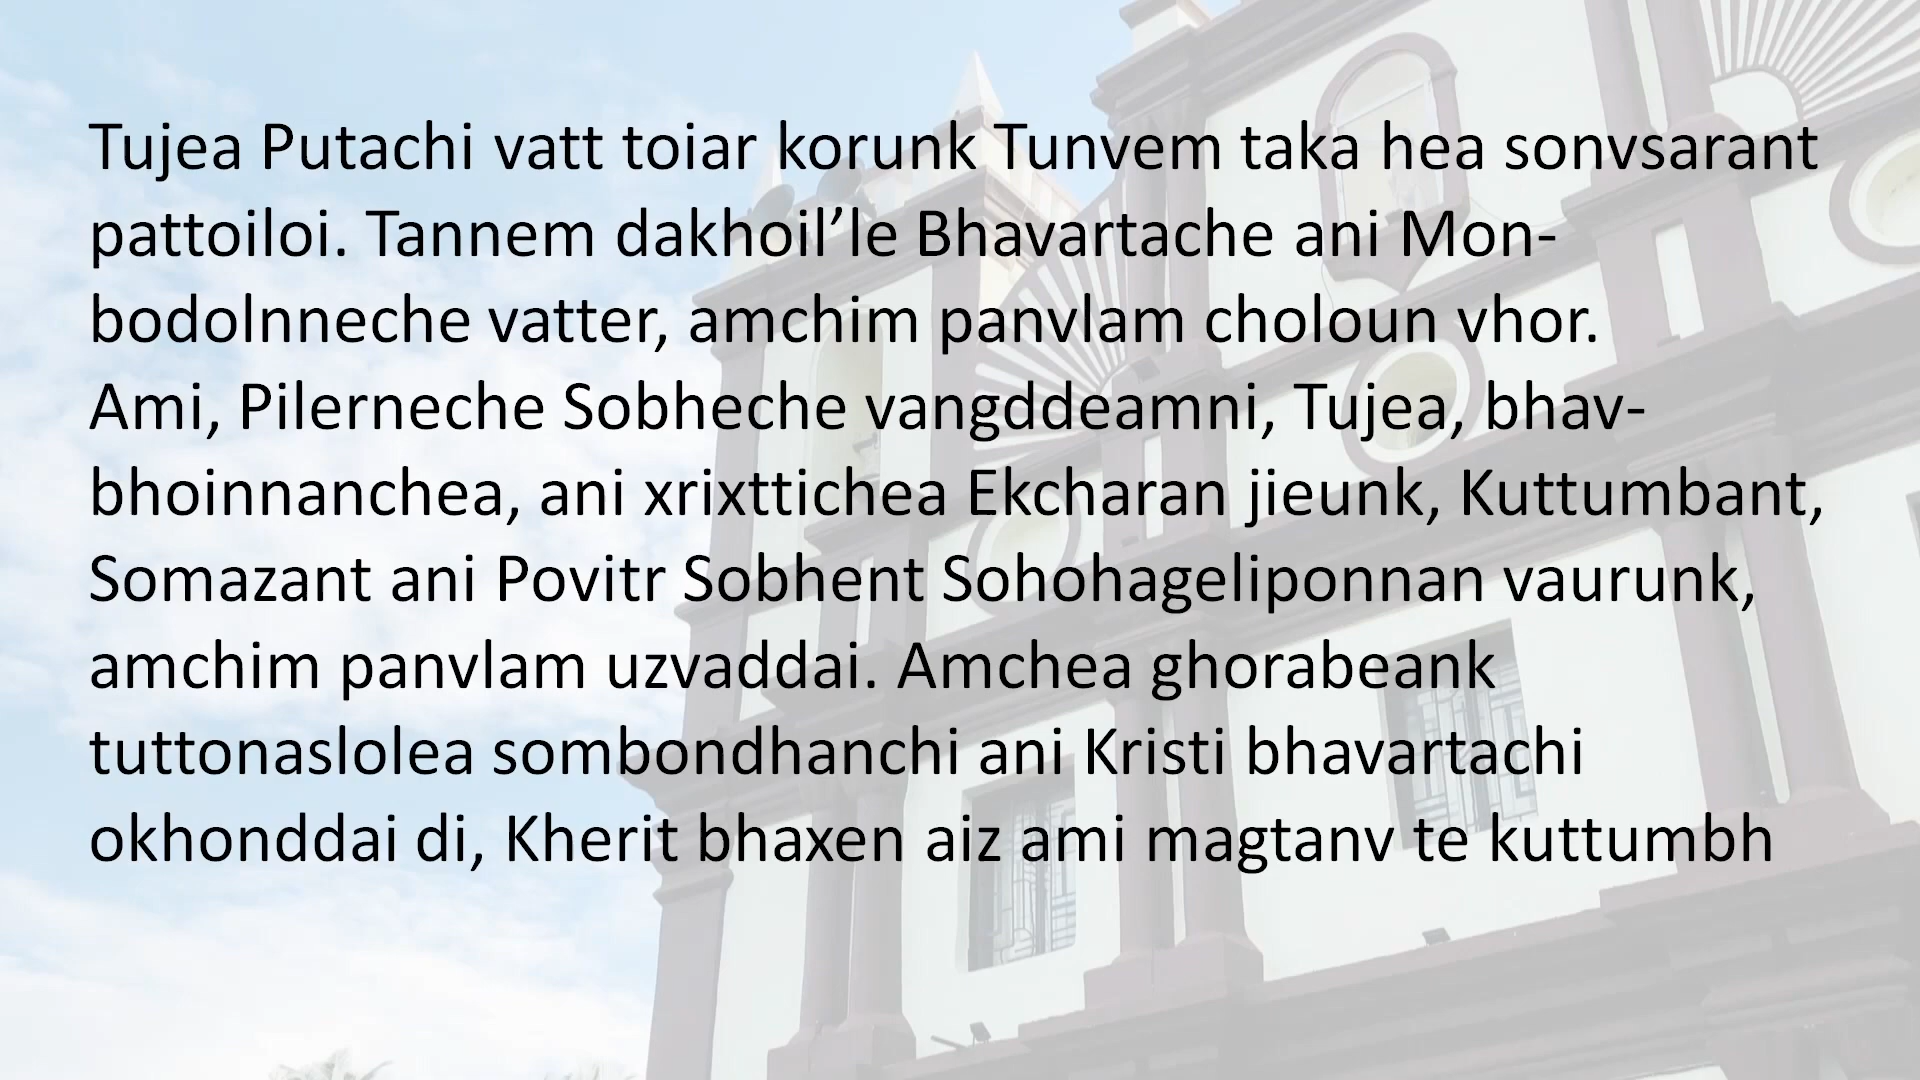 Tujea Putachi vatt toiar korunk Tunvem taka hea sonvsarant
pattoiloi. Tannem dakhoil’le Bhavartache ani Mon-
bodolnneche vatter, amchim panvlam choloun vhor.
Ami, Pilerneche Sobheche vangddeamni, Tujea, bhav-
bhoinnanchea, ani xrixttichea Ekcharan jieunk, Kuttumbant,
Somazant ani Povitr Sobhent Sohohageliponnan vaurunk,
amchim panvlam uzvaddai. Amchea ghorabeank
tuttonaslolea sombondhanchi ani Kristi bhavartachi
okhonddai di, Kherit bhaxen aiz ami magtanv te kuttumbh